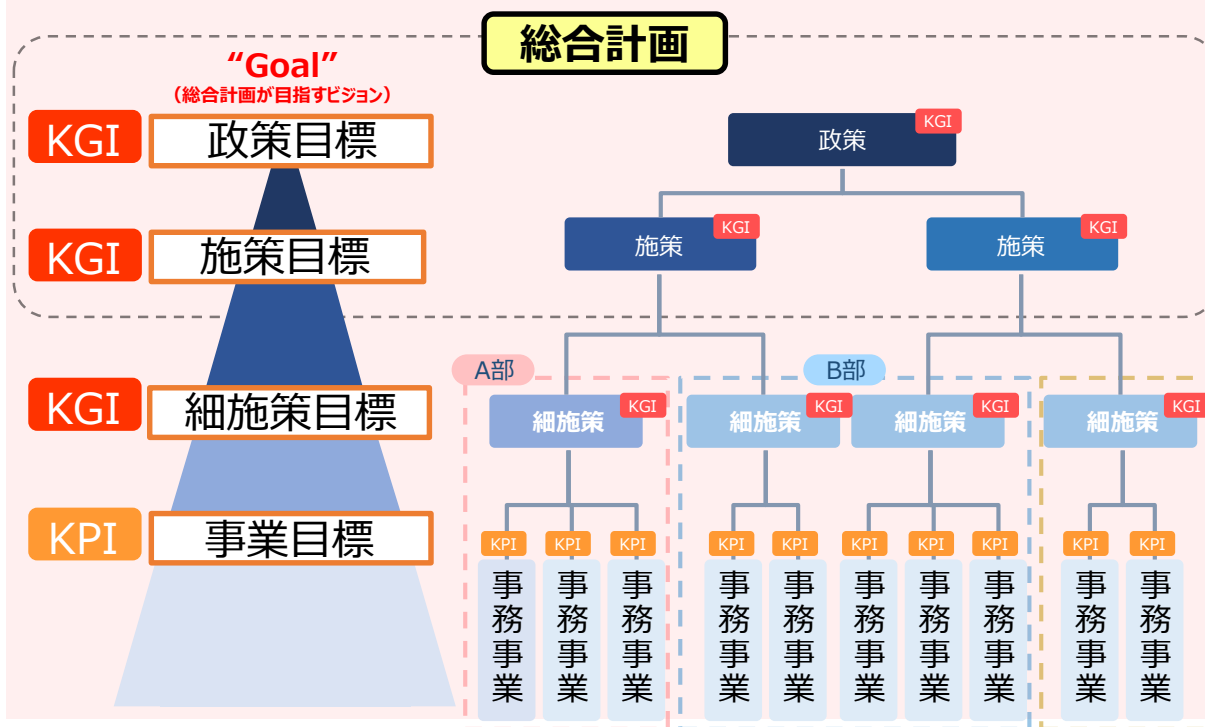 総合計画
“Goal”
（総合計画が目指すビジョン）
KGI 政策目標
KGI 施策目標
KGI 細施策目標
KPI 事業目標
政策 KGI
施策 KGI
施策 KGI
A部
B部
細施策 KGI
細施策 KGI
細施策 KGI
細施策 KGI
KPI KPI KPI KPI KPI KPI KPI KPI KPI KPI
事務事業
事務事業
事務事業
事務事業
事務事業
事務事業
事務事業
事務事業
事務事業
事務事業